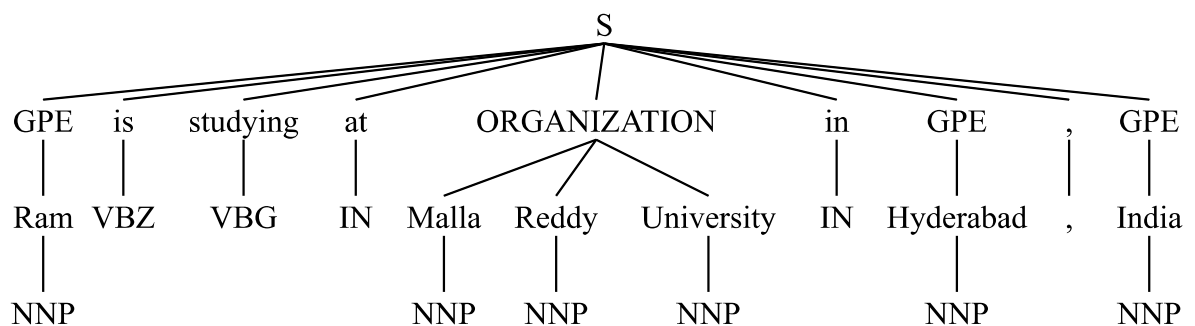 S
GPE is studying at ORGANIZATION in GPE , GPE
Ram VBZ VBG IN Malla Reddy University IN Hyderabad , India
NNP NNP NNP NNP NNP NNP